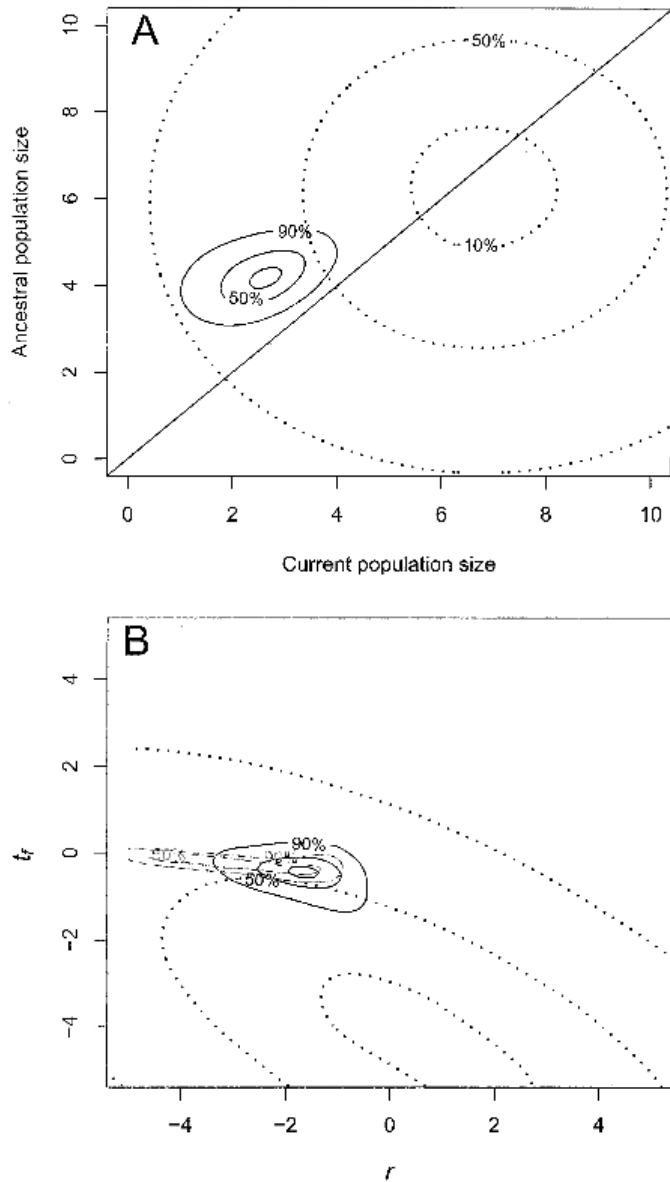 A
10
8
6
4
2
0
Ancestral population size
50%
90%
50%
10%
0 2 4 6 8 10
Current population size
B
4
2
0
−2
−4
t_f
90%
50%
−4 −2 0 2 4
r